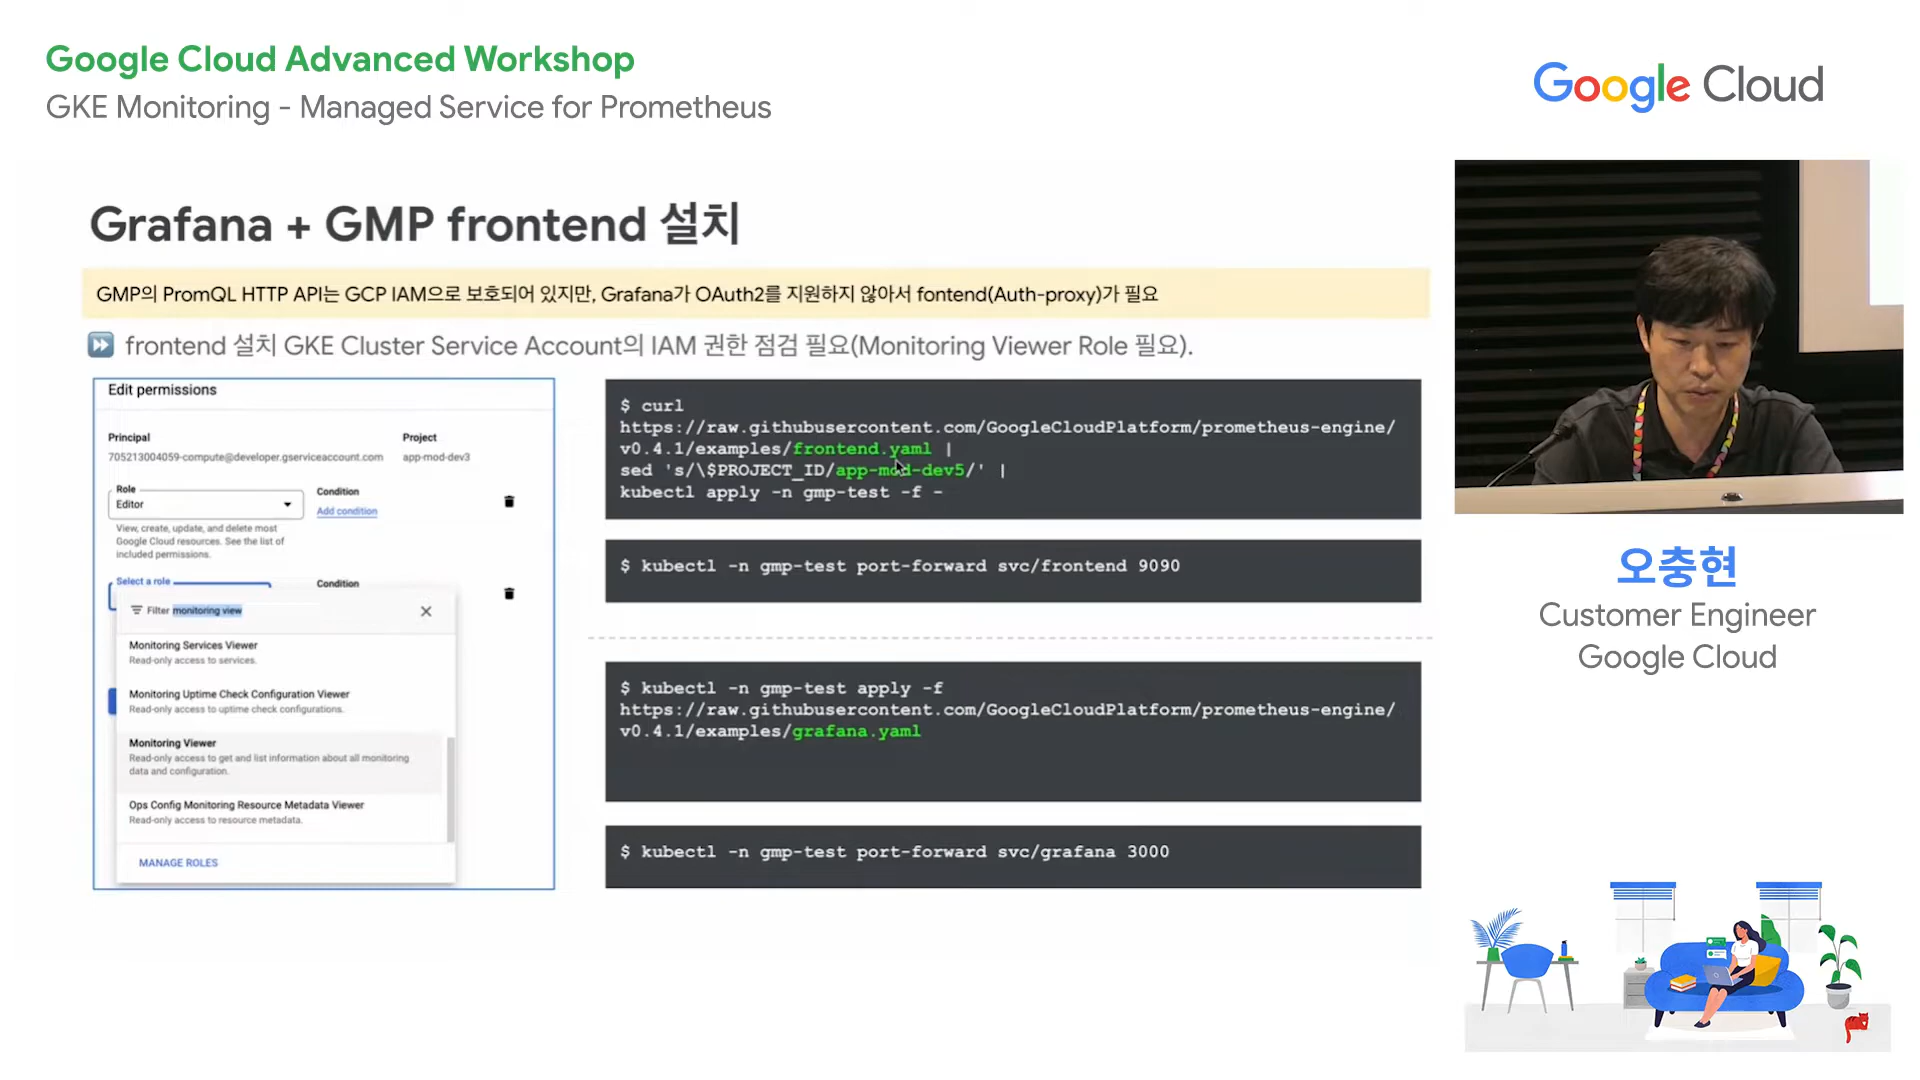 Google Cloud Advanced Workshop
GKE Monitoring - Managed Service for Prometheus
Google Cloud
Grafana + GMP frontend 설치
GMP의 PromQL HTTP API는 GCP IAM으로 보호되어 있지만, Grafana가 OAuth2를 지원하지 않아서 fontend(Auth-proxy)가 필요
frontend 설치 GKE Cluster Service Account의 IAM 권한 점검 필요(Monitoring Viewer Role 필요).
Edit permissions
Principal
Project
705213004059-compute@developer.gserviceaccount.com
app-mod-dev3
Role
Editor
Condition
Add condition
View, create, update, and delete most
Google Cloud resources. See the list of
included permissions.
Select a role
Condition
Filter monitoring view
Monitoring Services Viewer
Read-only access to services.
Monitoring Uptime Check Configuration Viewer
Read-only access to uptime check configurations.
Monitoring Viewer
Read-only access to get and list information about all monitoring
data and configuration.
Ops Config Monitoring Resource Metadata Viewer
Read-only access to resource metadata.
MANAGE ROLES
$ curl
https://raw.githubusercontent.com/GoogleCloudPlatform/prometheus-engine/
v0.4.1/examples/frontend.yaml |
sed 's/\$PROJECT_ID/app-mod-dev5/' |
kubectl apply -n gmp-test -f -
$ kubectl -n gmp-test port-forward svc/frontend 9090
$ kubectl -n gmp-test apply -f
https://raw.githubusercontent.com/GoogleCloudPlatform/prometheus-engine/
v0.4.1/examples/grafana.yaml
$ kubectl -n gmp-test port-forward svc/grafana 3000
오충현
Customer Engineer
Google Cloud